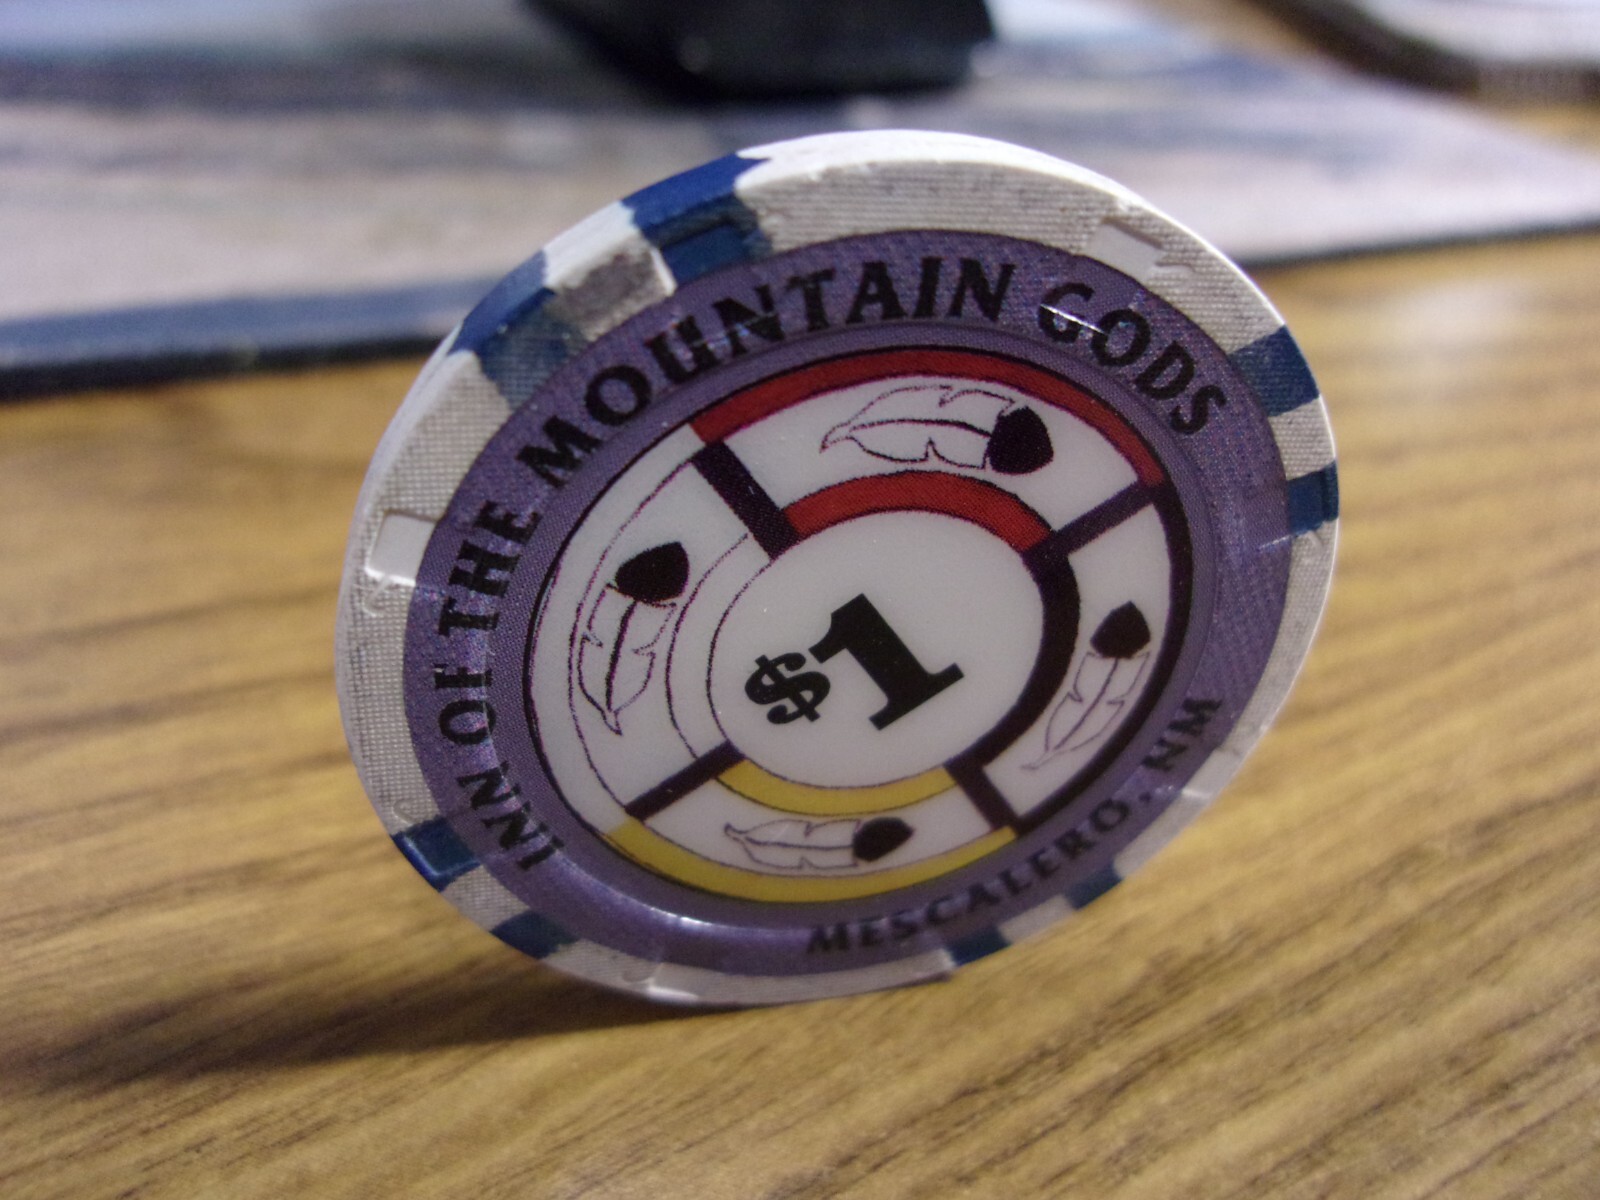 INN OF THE MOUNTAIN GODS
$1
MESCALERO, NM